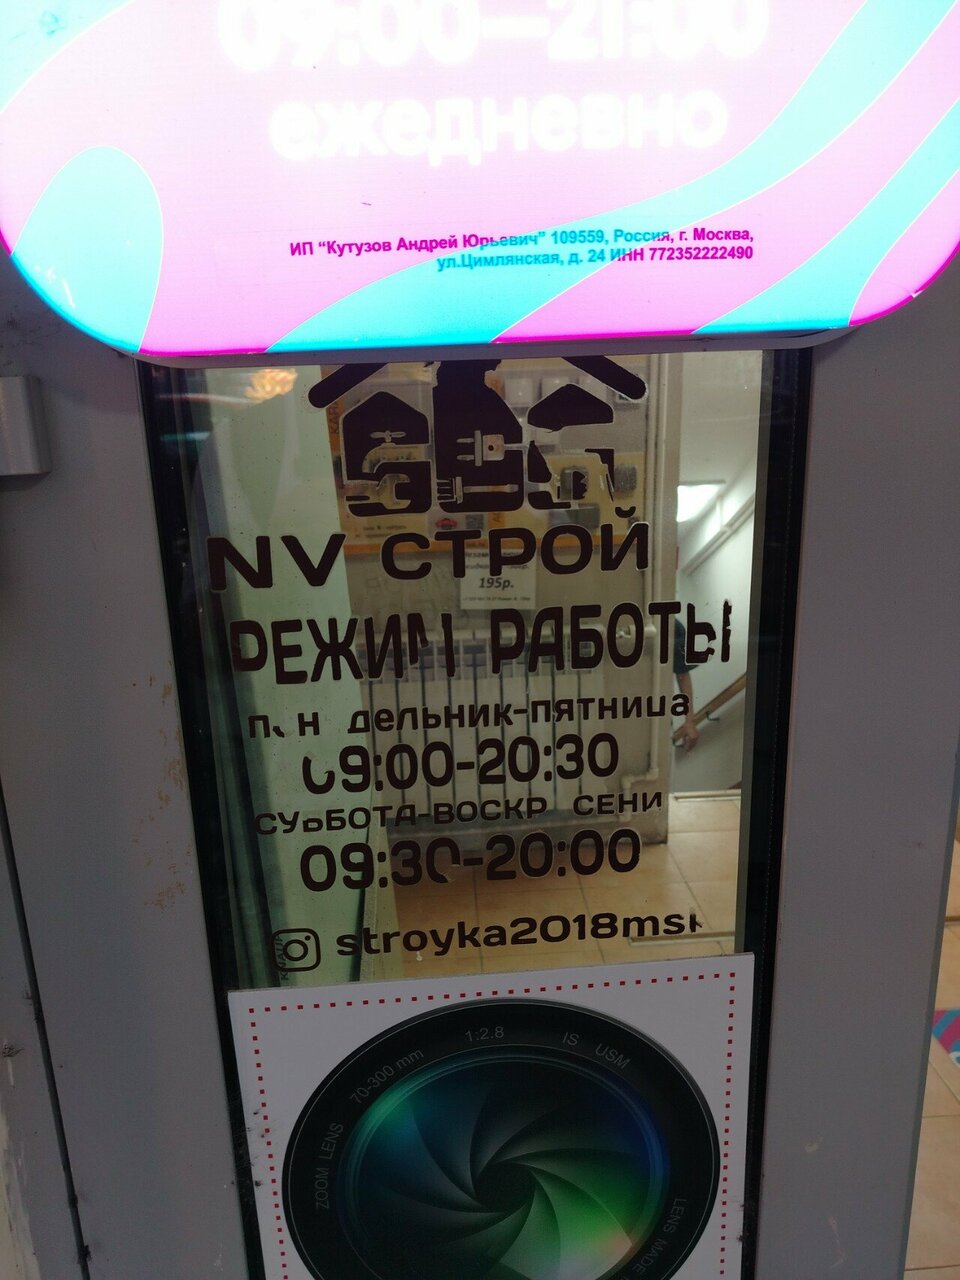 09:00—21:00
ежедневно
ИП “Кутузов Андрей Юрьевич” 109559, Россия, г. Москва,
ул.Цимлянская, д. 24 ИНН 772352222490
NV СТРОЙ
195р.
РЕЖИМ РАБОТЫ
п н дельник-пятница
09:00-20:30
СУББОТА-ВОСКР СЕНИ
09:30-20:00
stroyka2018msk
70-300 mm 1:2.8 IS USM
ZOOM LENS
LENS MADE